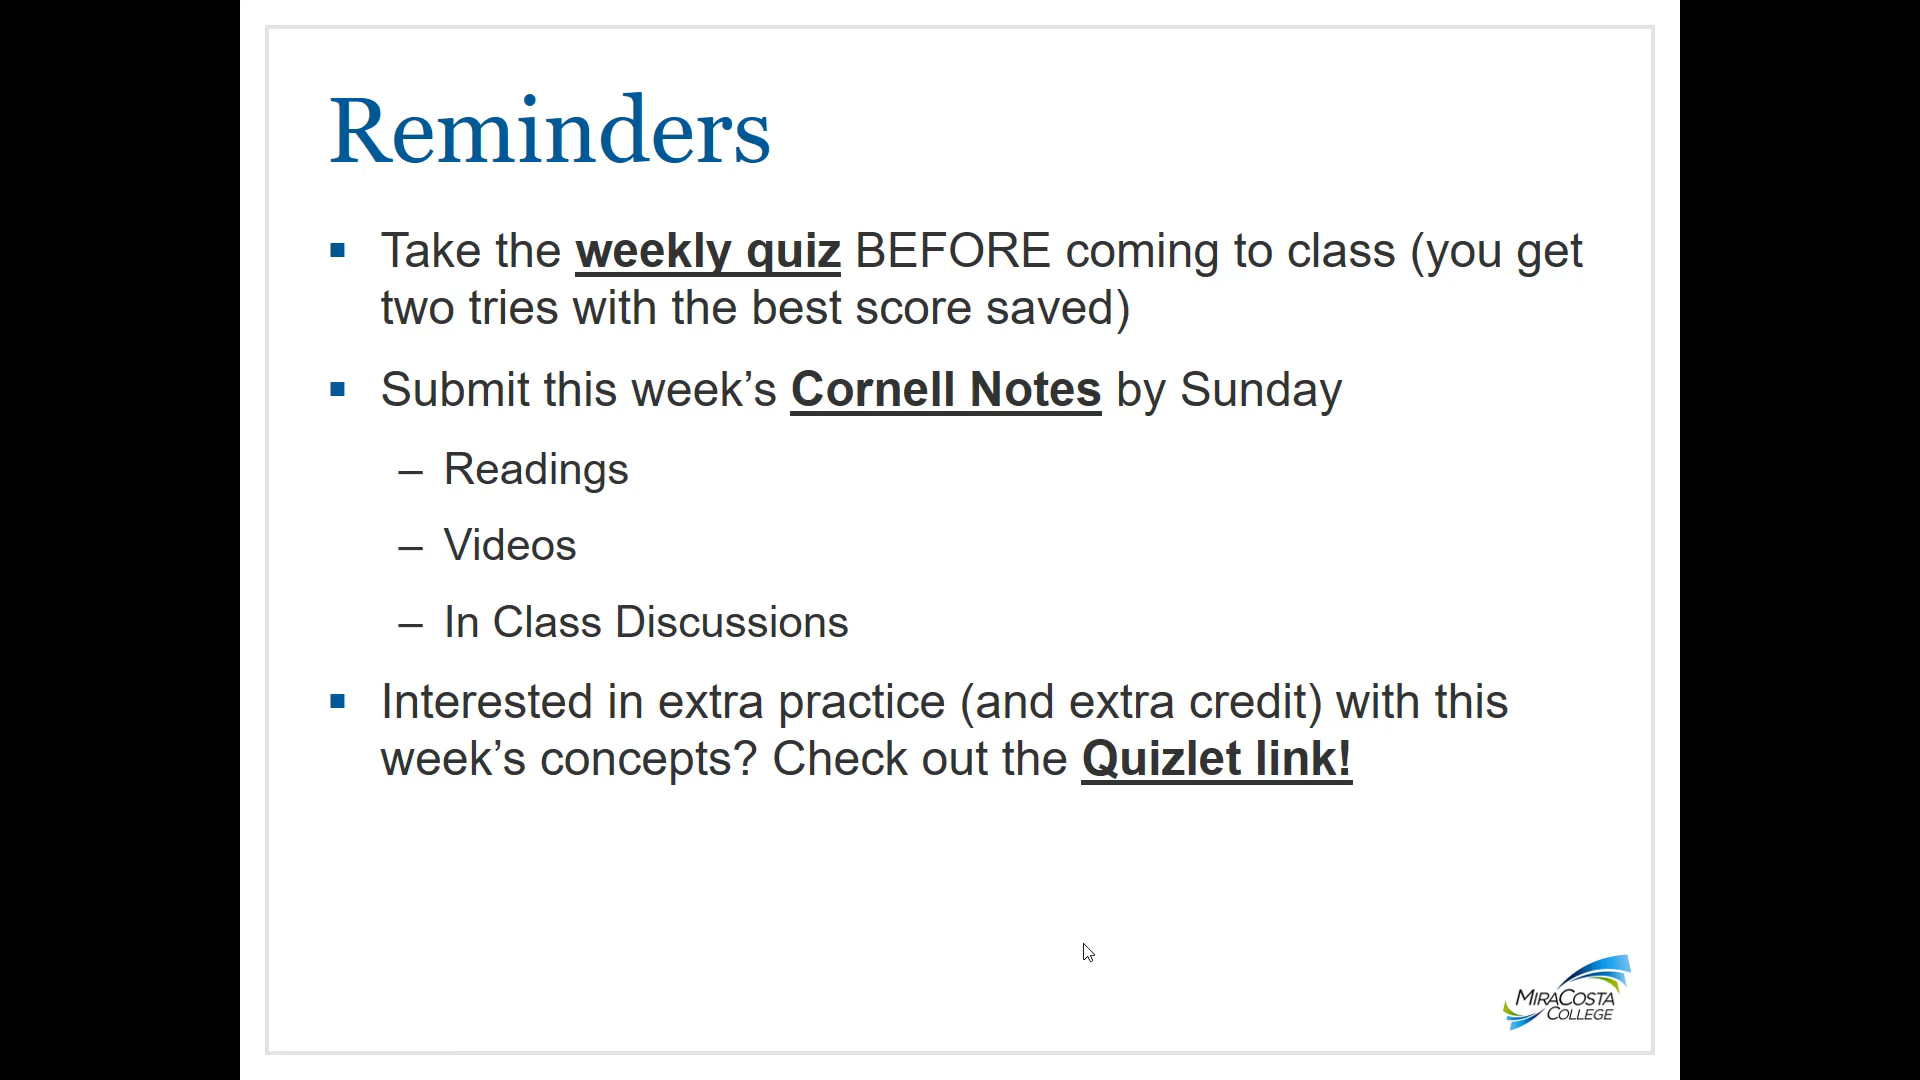 Reminders
▪ Take the weekly quiz BEFORE coming to class (you get
two tries with the best score saved)
▪ Submit this week’s Cornell Notes by Sunday
– Readings
– Videos
– In Class Discussions
▪ Interested in extra practice (and extra credit) with this
week’s concepts? Check out the Quizlet link!
MIRACOSTA
COLLEGE